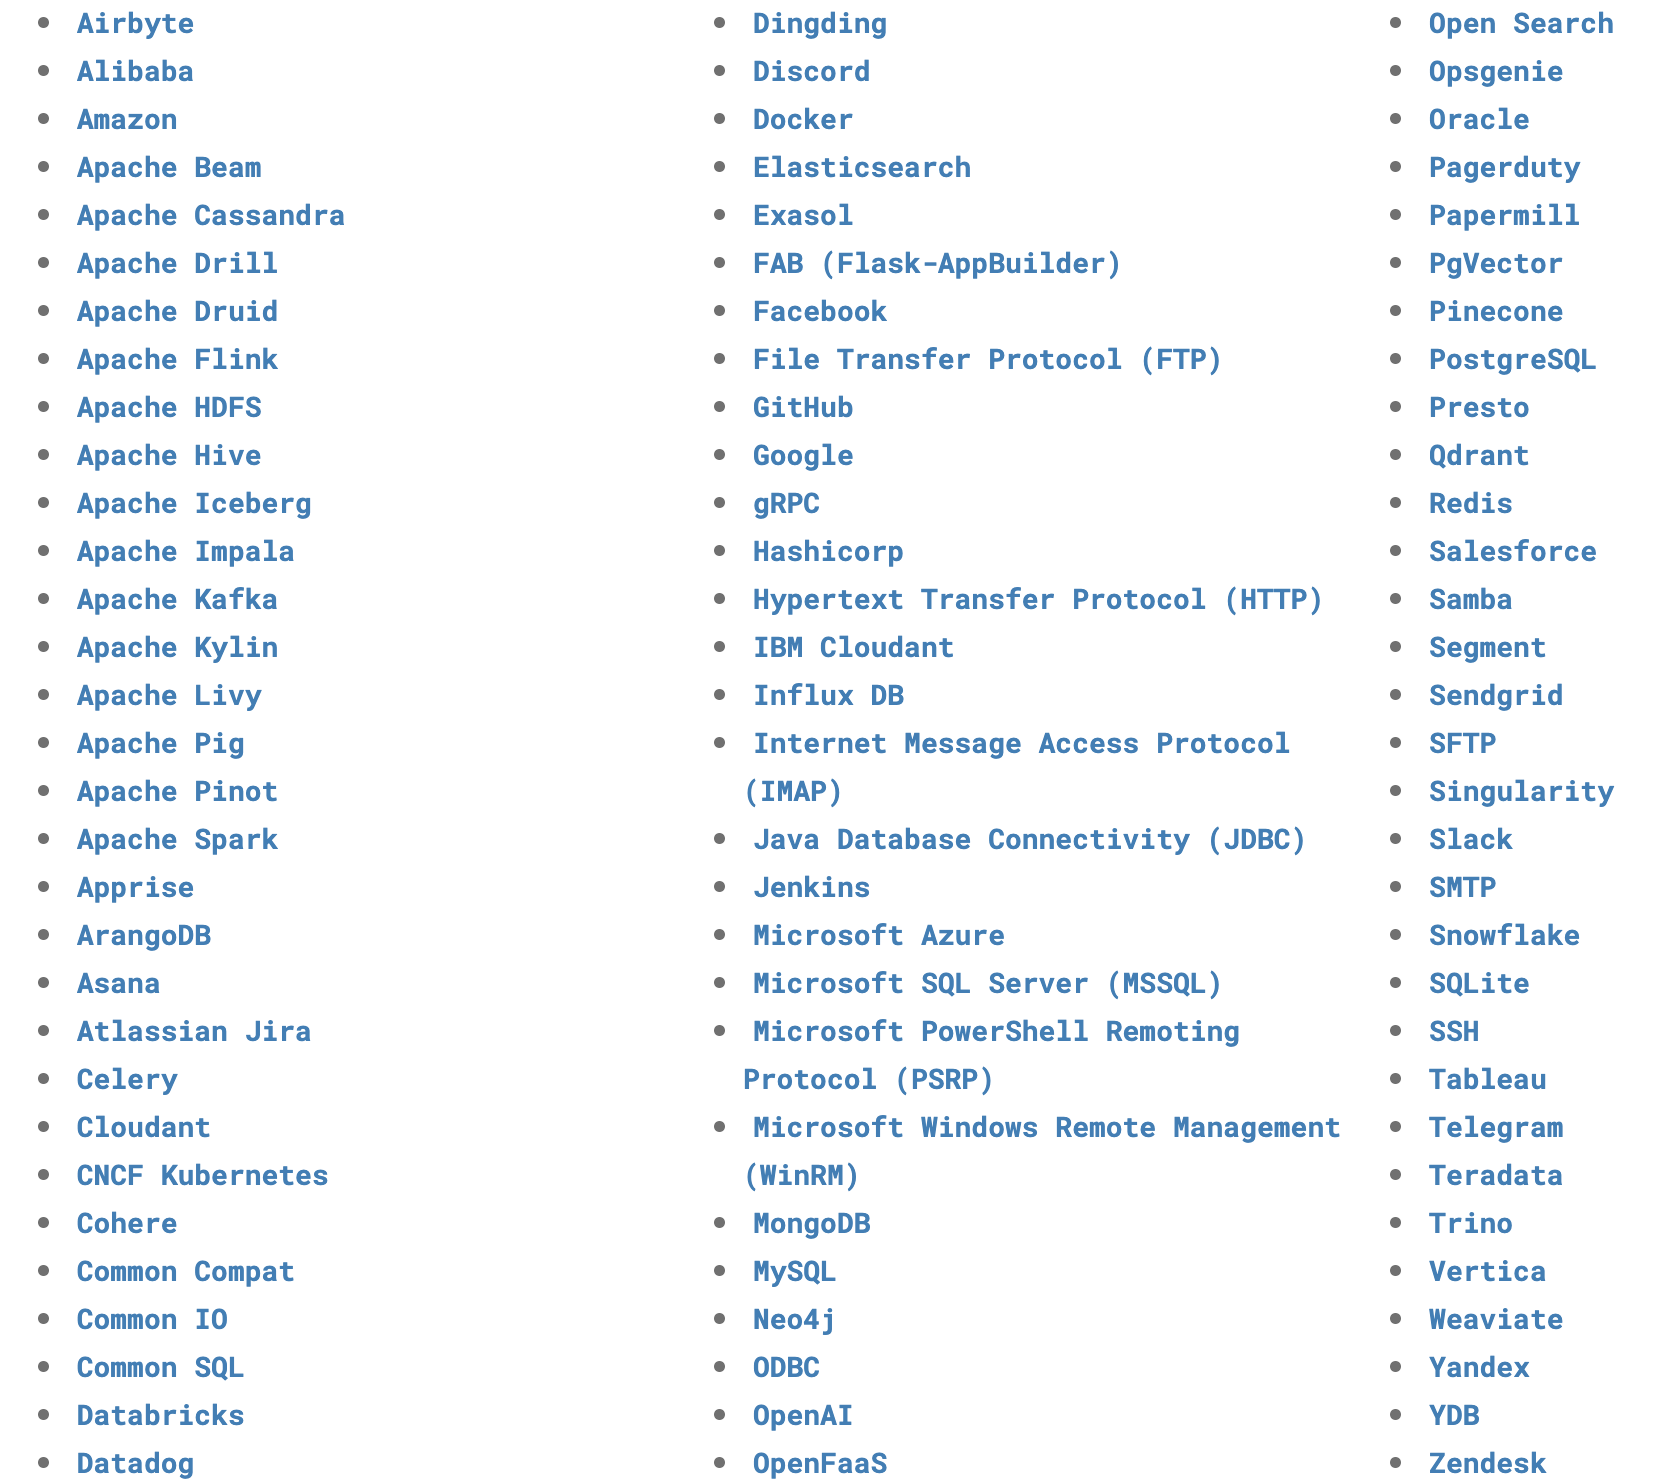 Airbyte
Alibaba
Amazon
Apache Beam
Apache Cassandra
Apache Drill
Apache Druid
Apache Flink
Apache HDFS
Apache Hive
Apache Iceberg
Apache Impala
Apache Kafka
Apache Kylin
Apache Livy
Apache Pig
Apache Pinot
Apache Spark
Apprise
ArangoDB
Asana
Atlassian Jira
Celery
Cloudant
CNCF Kubernetes
Cohere
Common Compat
Common IO
Common SQL
Databricks
Datadog
Dingding
Discord
Docker
Elasticsearch
Exasol
FAB (Flask-AppBuilder)
Facebook
File Transfer Protocol (FTP)
GitHub
Google
gRPC
Hashicorp
Hypertext Transfer Protocol (HTTP)
IBM Cloudant
Influx DB
Internet Message Access Protocol
(IMAP)
Java Database Connectivity (JDBC)
Jenkins
Microsoft Azure
Microsoft SQL Server (MSSQL)
Microsoft PowerShell Remoting
Protocol (PSRP)
Microsoft Windows Remote Management
(WinRM)
MongoDB
MySQL
Neo4j
ODBC
OpenAI
OpenFaaS
Open Search
Opsgenie
Oracle
Pagerduty
Papermill
PgVector
Pinecone
PostgreSQL
Presto
Qdrant
Redis
Salesforce
Samba
Segment
Sendgrid
SFTP
Singularity
Slack
SMTP
Snowflake
SQLite
SSH
Tableau
Telegram
Teradata
Trino
Vertica
Weaviate
Yandex
YDB
Zendesk